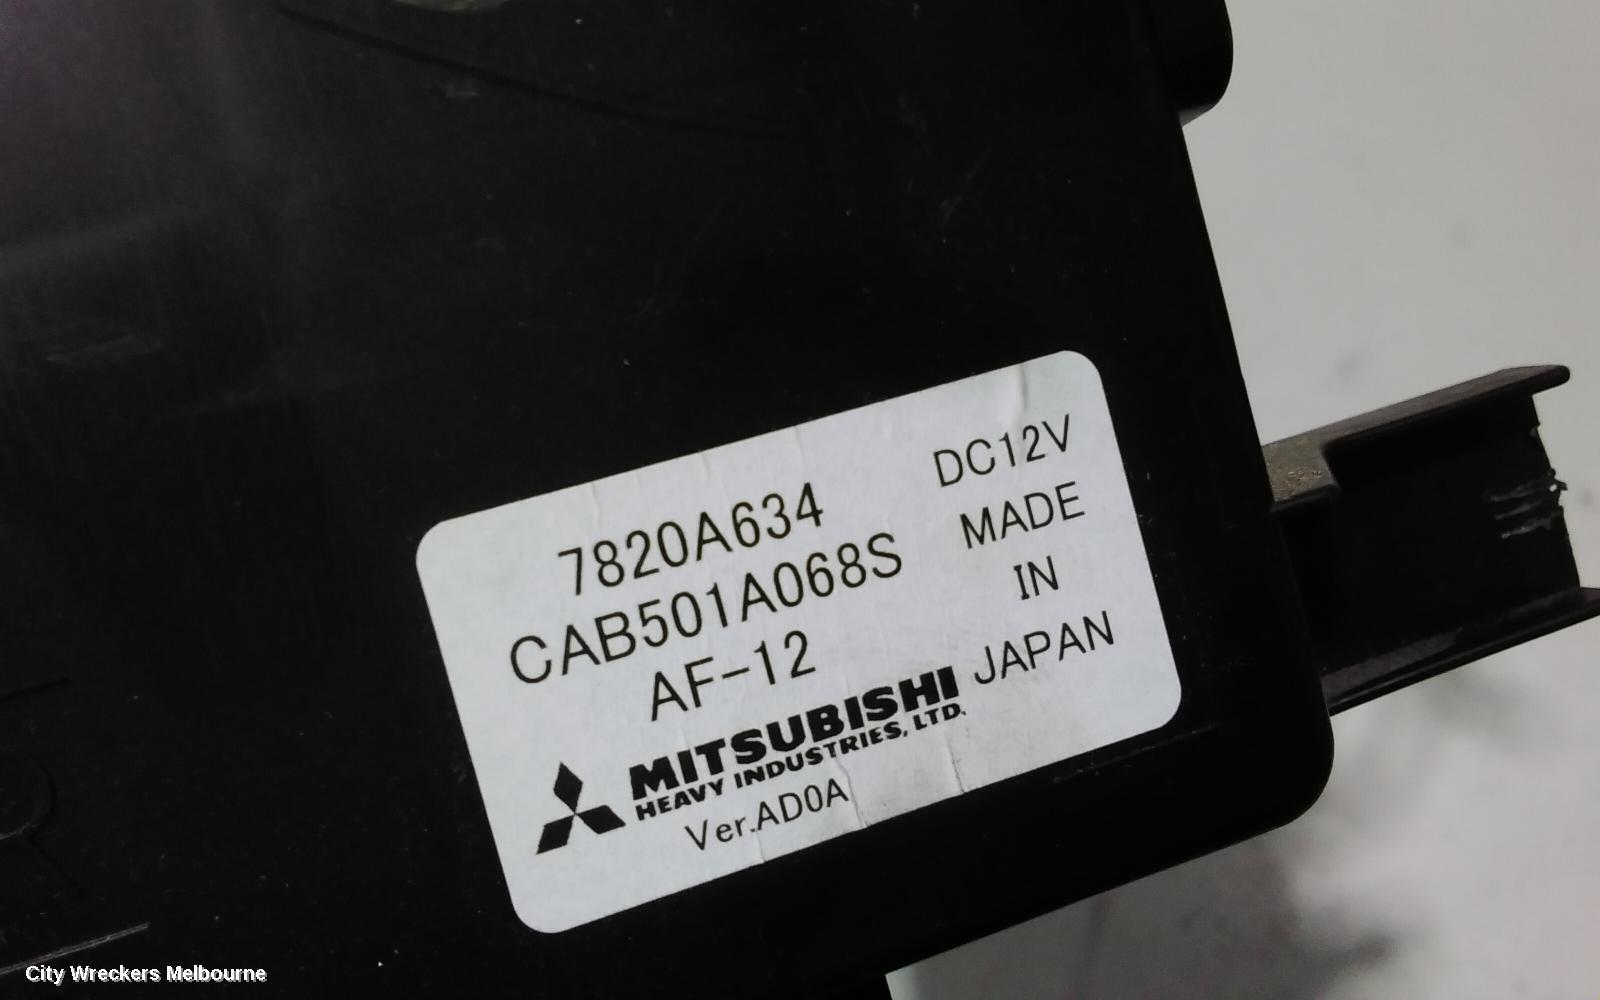 7820A634
CAB501A068S
AF-12
DC12V
MADE
IN
JAPAN
MITSUBISHI
HEAVY INDUSTRIES, LTD.
Ver.AD0A
City Wreckers Melbourne